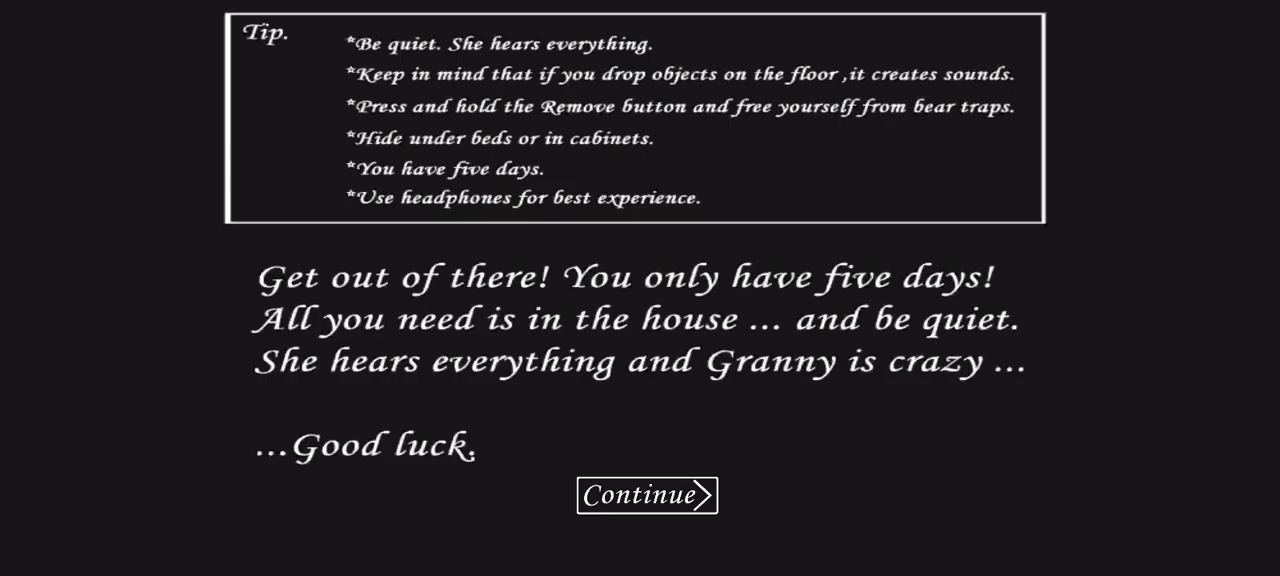 Tip.
*Be quiet. She hears everything.
*Keep in mind that if you drop objects on the floor ,it creates sounds.
*Press and hold the Remove button and free yourself from bear traps.
*Hide under beds or in cabinets.
*You have five days.
*Use headphones for best experience.
Get out of there! You only have five days!
All you need is in the house ... and be quiet.
She hears everything and Granny is crazy ...
...Good luck.
Continue>